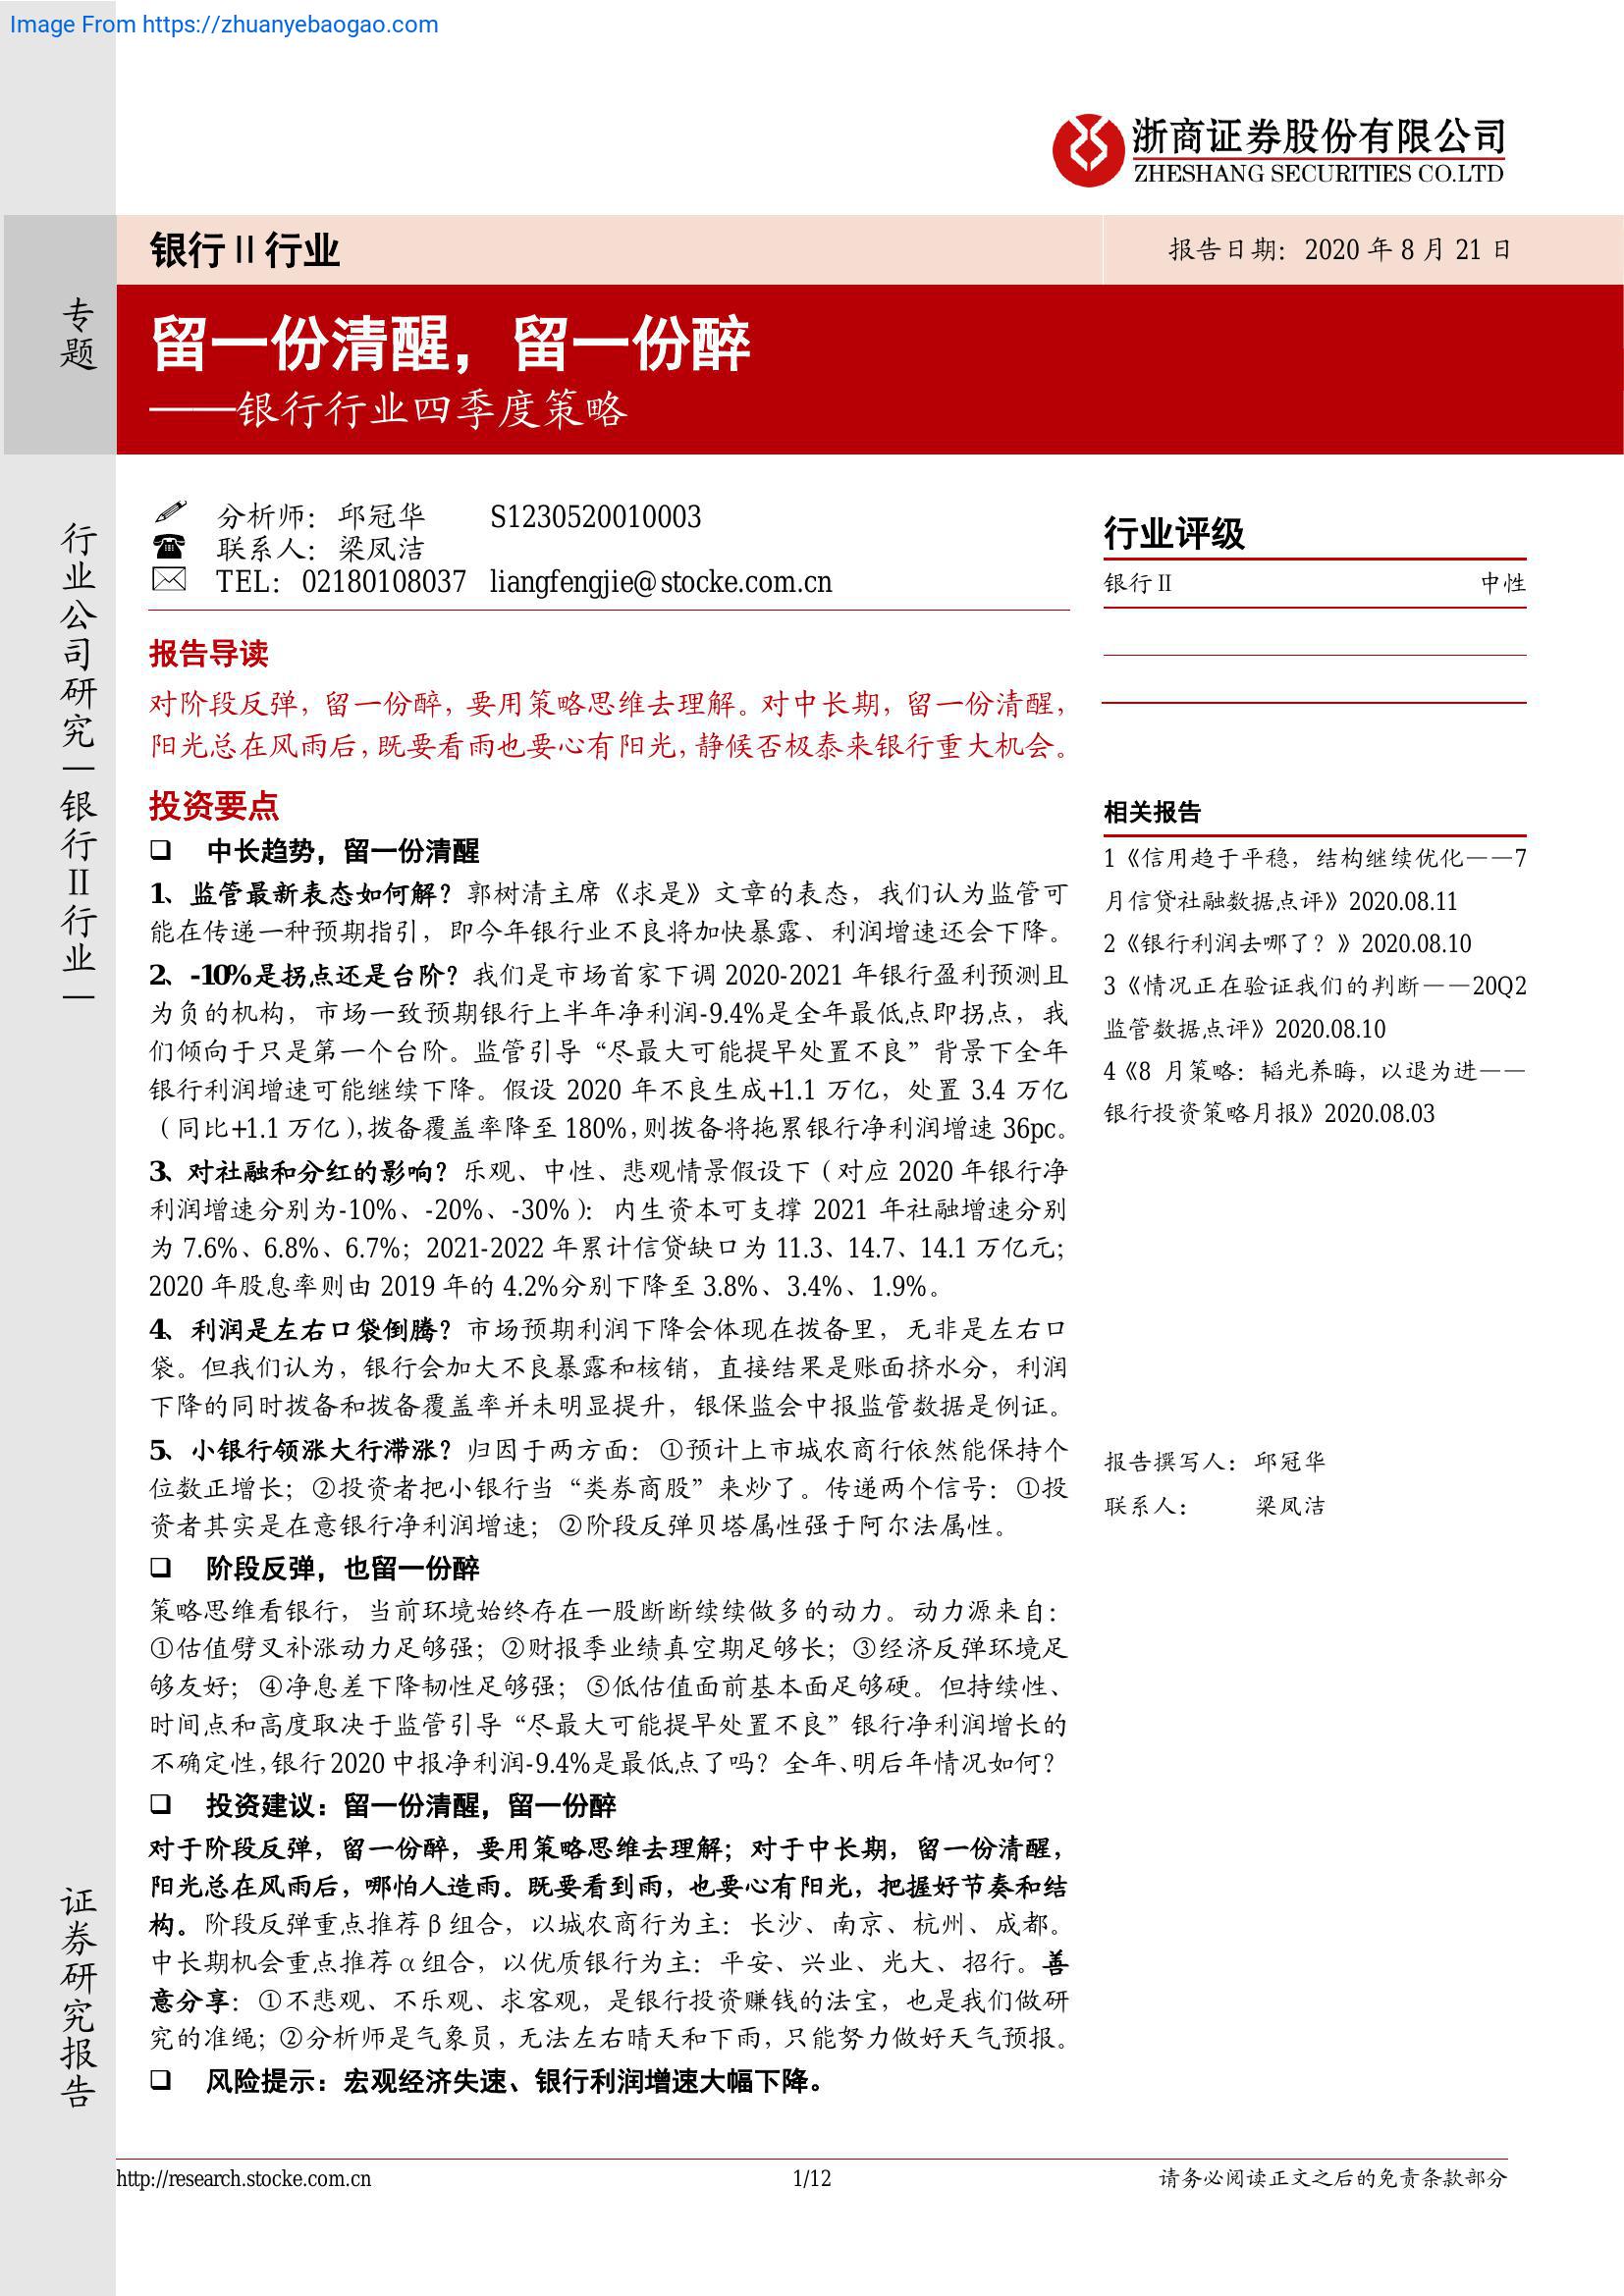 Image From https://zhuanyebaogao.com
浙商证券股份有限公司
ZHESHANG SECURITIES CO.LTD
银行Ⅱ行业
报告日期：2020 年 8 月 21 日
专题
留一份清醒，留一份醉
——银行行业四季度策略
行业公司研究｜银行Ⅱ行业｜
证券研究报告
分析师：邱冠华 S1230520010003
联系人：梁凤洁
TEL：02180108037 liangfengjie@stocke.com.cn
报告导读
对阶段反弹，留一份醉，要用策略思维去理解。对中长期，留一份清醒，
阳光总在风雨后，既要看雨也要心有阳光，静候否极泰来银行重大机会。
投资要点
❑ 中长趋势，留一份清醒
1、监管最新表态如何解？郭树清主席《求是》文章的表态，我们认为监管可
能在传递一种预期指引，即今年银行业不良将加快暴露、利润增速还会下降。
2、-10%是拐点还是台阶？我们是市场首家下调 2020-2021 年银行盈利预测且
为负的机构，市场一致预期银行上半年净利润-9.4%是全年最低点即拐点，我
们倾向于只是第一个台阶。监管引导“尽最大可能提早处置不良”背景下全年
银行利润增速可能继续下降。假设 2020 年不良生成+1.1 万亿，处置 3.4 万亿
（同比+1.1 万亿），拨备覆盖率降至 180%，则拨备将拖累银行净利润增速 36pc。
3、对社融和分红的影响？乐观、中性、悲观情景假设下（对应 2020 年银行净
利润增速分别为-10%、-20%、-30%）：内生资本可支撑 2021 年社融增速分别
为 7.6%、6.8%、6.7%；2021-2022 年累计信贷缺口为 11.3、14.7、14.1 万亿元；
2020 年股息率则由 2019 年的 4.2%分别下降至 3.8%、3.4%、1.9%。
4、利润是左右口袋倒腾？市场预期利润下降会体现在拨备里，无非是左右口
袋。但我们认为，银行会加大不良暴露和核销，直接结果是账面挤水分，利润
下降的同时拨备和拨备覆盖率并未明显提升，银保监会中报监管数据是例证。
5、小银行领涨大行滞涨？归因于两方面：①预计上市城农商行依然能保持个
位数正增长；②投资者把小银行当“类券商股”来炒了。传递两个信号：①投
资者其实是在意银行净利润增速；②阶段反弹贝塔属性强于阿尔法属性。
❑ 阶段反弹，也留一份醉
策略思维看银行，当前环境始终存在一股断断续续做多的动力。动力源来自：
①估值劈叉补涨动力足够强；②财报季业绩真空期足够长；③经济反弹环境足
够友好；④净息差下降韧性足够强；⑤低估值面前基本面足够硬。但持续性、
时间点和高度取决于监管引导“尽最大可能提早处置不良”银行净利润增长的
不确定性，银行 2020 中报净利润-9.4%是最低点了吗？全年、明后年情况如何？
❑ 投资建议：留一份清醒，留一份醉
对于阶段反弹，留一份醉，要用策略思维去理解；对于中长期，留一份清醒，
阳光总在风雨后，哪怕人造雨。既要看到雨，也要心有阳光，把握好节奏和结
构。阶段反弹重点推荐 β 组合，以城农商行为主：长沙、南京、杭州、成都。
中长期机会重点推荐 α 组合，以优质银行为主：平安、兴业、光大、招行。善
意分享：①不悲观、不乐观、求客观，是银行投资赚钱的法宝，也是我们做研
究的准绳；②分析师是气象员，无法左右晴天和下雨，只能努力做好天气预报。
❑ 风险提示：宏观经济失速、银行利润增速大幅下降。
行业评级
银行Ⅱ 中性
相关报告
1《信用趋于平稳，结构继续优化——7
月信贷社融数据点评》2020.08.11
2《银行利润去哪了？》2020.08.10
3《情况正在验证我们的判断——20Q2
监管数据点评》2020.08.10
4《8 月策略：韬光养晦，以退为进——
银行投资策略月报》2020.08.03
报告撰写人：邱冠华
联系人： 梁凤洁
http://research.stocke.com.cn
1/12
请务必阅读正文之后的免责条款部分